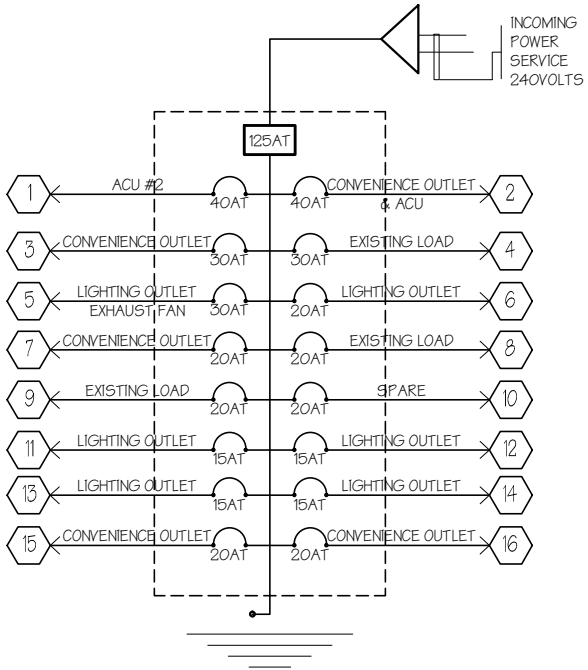 INCOMING
POWER
SERVICE
240VOLTS
125AT
1 ACU #2 40AT 40AT CONVENIENCE OUTLET 2
& ACU
3 CONVENIENCE OUTLET 30AT 30AT EXISTING LOAD 4
5 LIGHTING OUTLET 30AT 20AT LIGHTING OUTLET 6
EXHAUST FAN
7 CONVENIENCE OUTLET 20AT 20AT EXISTING LOAD 8
9 EXISTING LOAD 20AT 20AT SPARE 10
11 LIGHTING OUTLET 15AT 15AT LIGHTING OUTLET 12
13 LIGHTING OUTLET 15AT 15AT LIGHTING OUTLET 14
15 CONVENIENCE OUTLET 20AT 20AT CONVENIENCE OUTLET 16